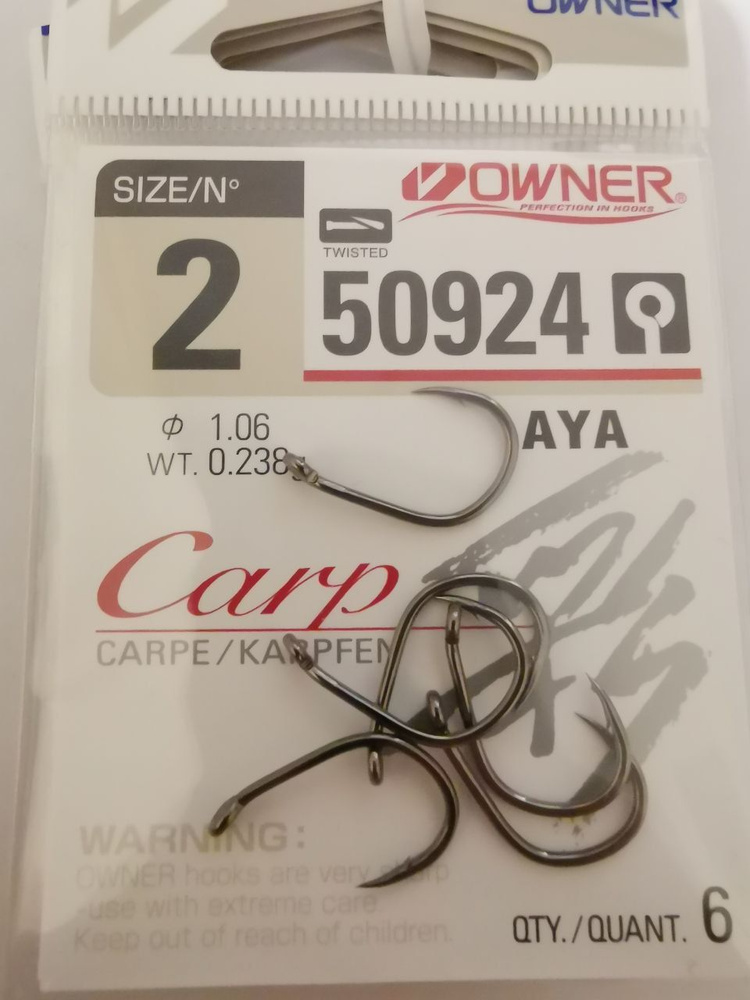 OWNER
SIZE/N°
2
OWNER®
PERFECTION IN HOOKS
TWISTED
50924
AYA
φ 1.06
WT. 0.238
Carp
CARPE/KARPFEN
彩
WARNING:
OWNER hooks are very sharp
-use with extreme care
Keep out of reach of children.
QTY./QUANT. 6